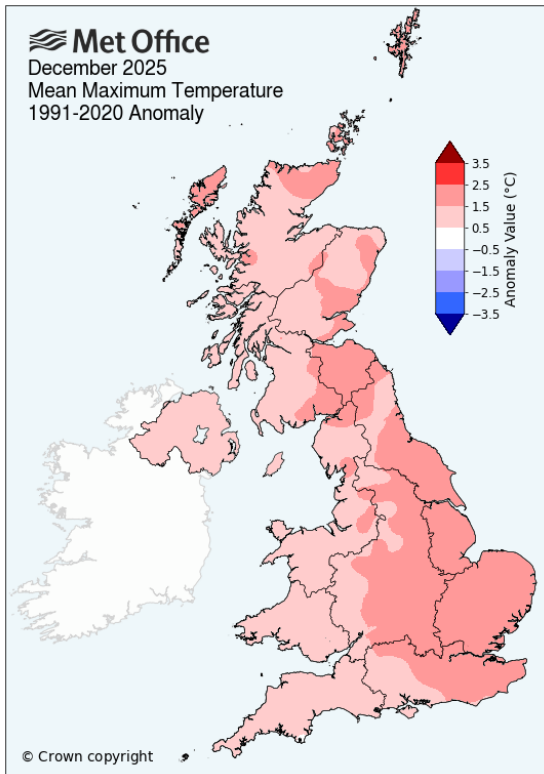 Met Office
December 2025
Mean Maximum Temperature
1991-2020 Anomaly
3.5
2.5
1.5
0.5
−0.5
−1.5
−2.5
−3.5
Anomaly Value (°C)
© Crown copyright